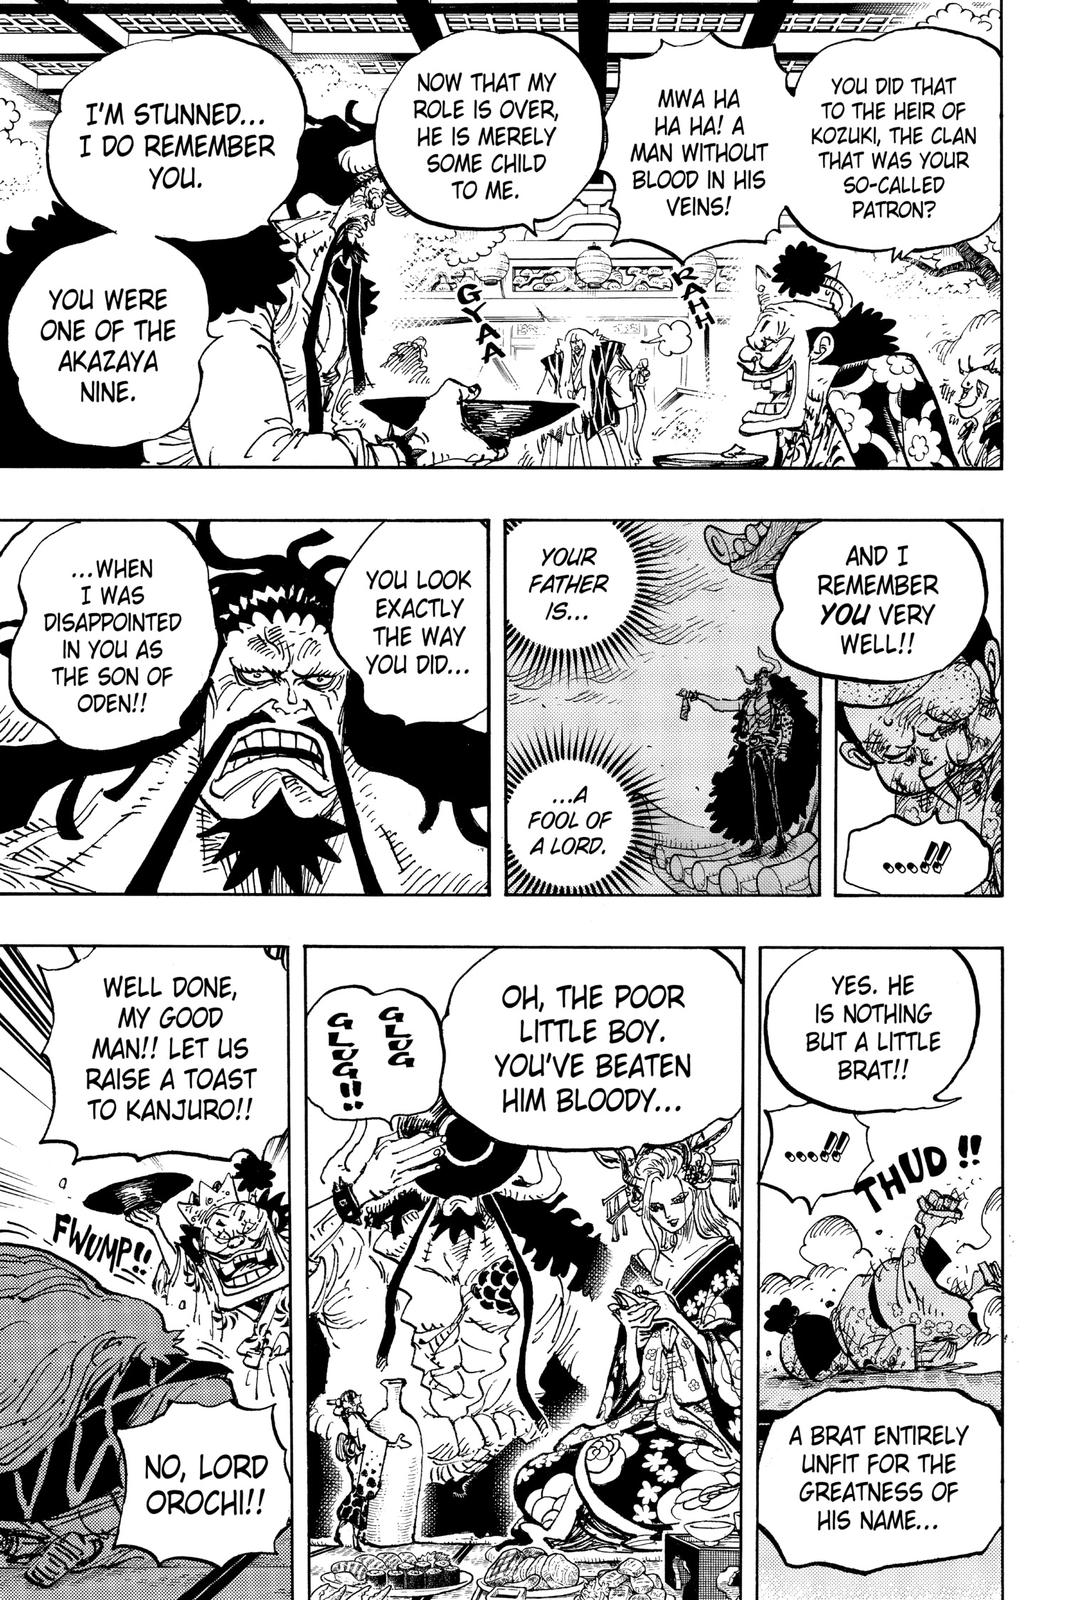 YOU DID THAT
TO THE HEIR OF
KOZUKI, THE CLAN
THAT WAS YOUR
SO-CALLED
PATRON?
MWA HA
HA HA! A
MAN WITHOUT
BLOOD IN HIS
VEINS!
NOW THAT MY
ROLE IS OVER,
HE IS MERELY
SOME CHILD
TO ME.
I'M STUNNED...
I DO REMEMBER
YOU.
YOU WERE
ONE OF THE
AKAZAYA
NINE.
RAHH
GYAA
AND I
REMEMBER
YOU VERY
WELL!!
....!!
YOUR
FATHER
IS...
...A
FOOL OF
A LORD.
YOU LOOK
EXACTLY
THE WAY
YOU DID...
...WHEN
I WAS
DISAPPOINTED
IN YOU AS
THE SON OF
ODEN!!
YES. HE
IS NOTHING
BUT A LITTLE
BRAT!!
....!!
THUD!!
A BRAT ENTIRELY
UNFIT FOR THE
GREATNESS OF
HIS NAME...
OH, THE POOR
LITTLE BOY.
YOU'VE BEATEN
HIM BLOODY...
GLUG
GLUG!!
WELL DONE,
MY GOOD
MAN!! LET US
RAISE A TOAST
TO KANJURO!!
FWUMP!!
NO, LORD
OROCHI!!